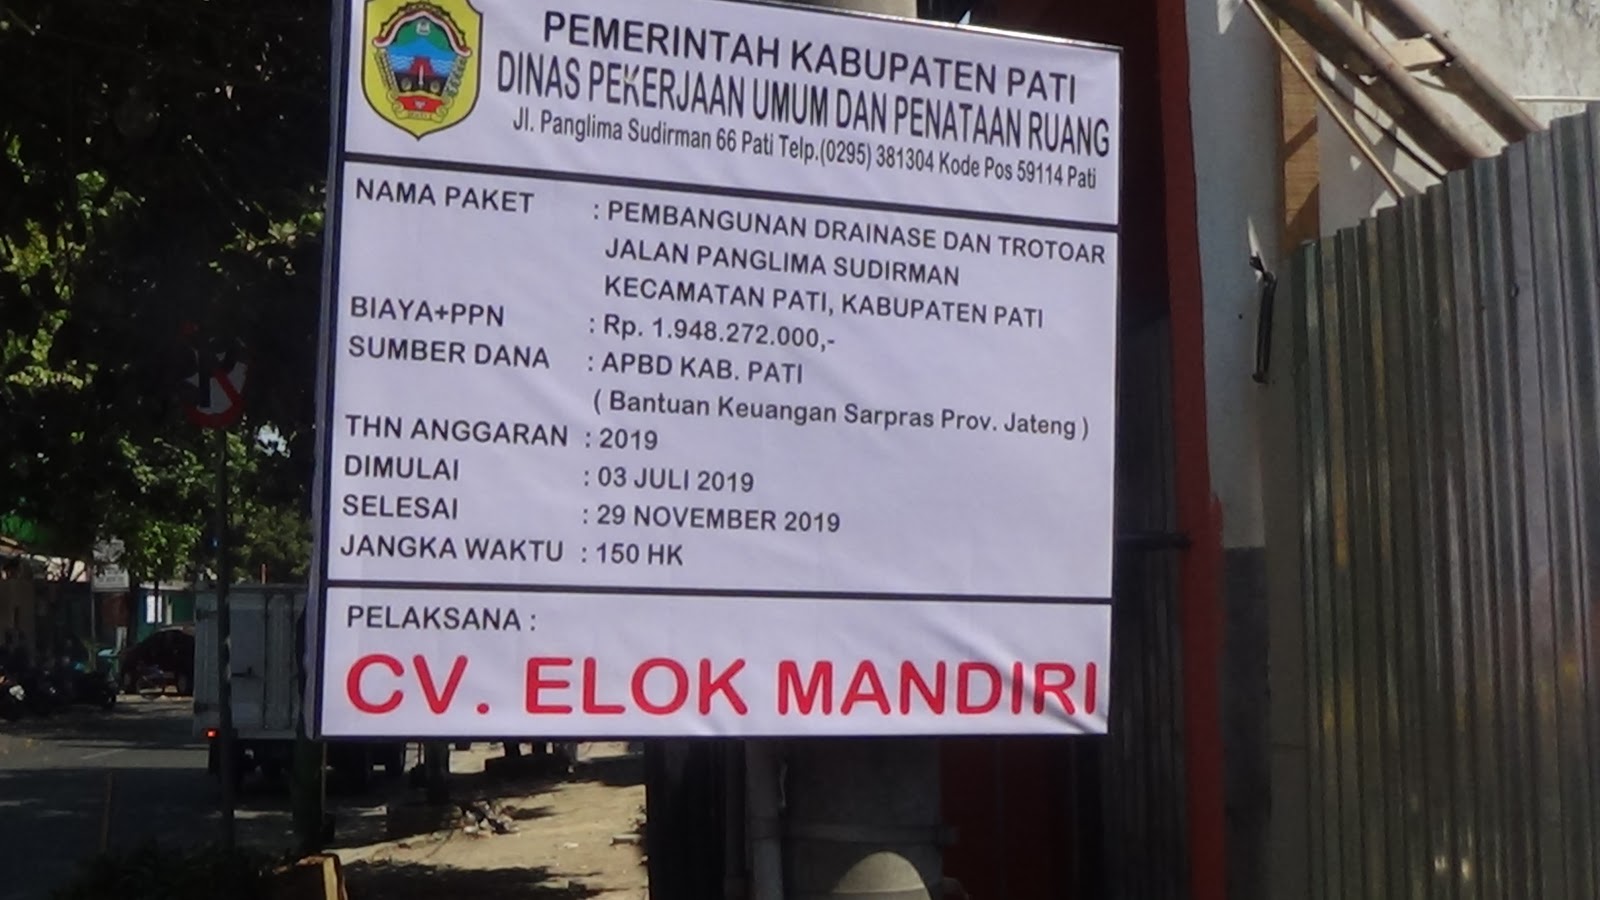 PEMERINTAH KABUPATEN PATI
DINAS PEKERJAAN UMUM DAN PENATAAN RUANG
Jl. Panglima Sudirman 66 Pati Telp.(0295) 381304 Kode Pos 59114 Pati
NAMA PAKET : PEMBANGUNAN DRAINASE DAN TROTOAR
JALAN PANGLIMA SUDIRMAN
KECAMATAN PATI, KABUPATEN PATI
BIAYA+PPN : Rp. 1.948.272.000,-
SUMBER DANA : APBD KAB. PATI
( Bantuan Keuangan Sarpras Prov. Jateng )
THN ANGGARAN : 2019
DIMULAI : 03 JULI 2019
SELESAI : 29 NOVEMBER 2019
JANGKA WAKTU : 150 HK
PELAKSANA :
CV. ELOK MANDIRI